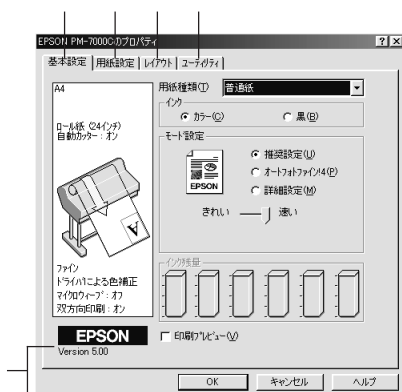 EPSON PM-7000Cのプロパティ
基本設定 用紙設定 レイアウト ユーティリティ
A4
ロール紙 (24インチ)
自動カッター：オン
ファイン
ドライバによる色補正
マイクロウィーブ：オフ
双方向印刷：オン
EPSON
Version 5.00
用紙種類(T) 普通紙
インク
カラー(C) 黒(B)
モード設定
EPSON
推奨設定(U)
オートフォトファイン!4(P)
詳細設定(M)
きれい 速い
インク残量
印刷プレビュー(V)
OK キャンセル ヘルプ